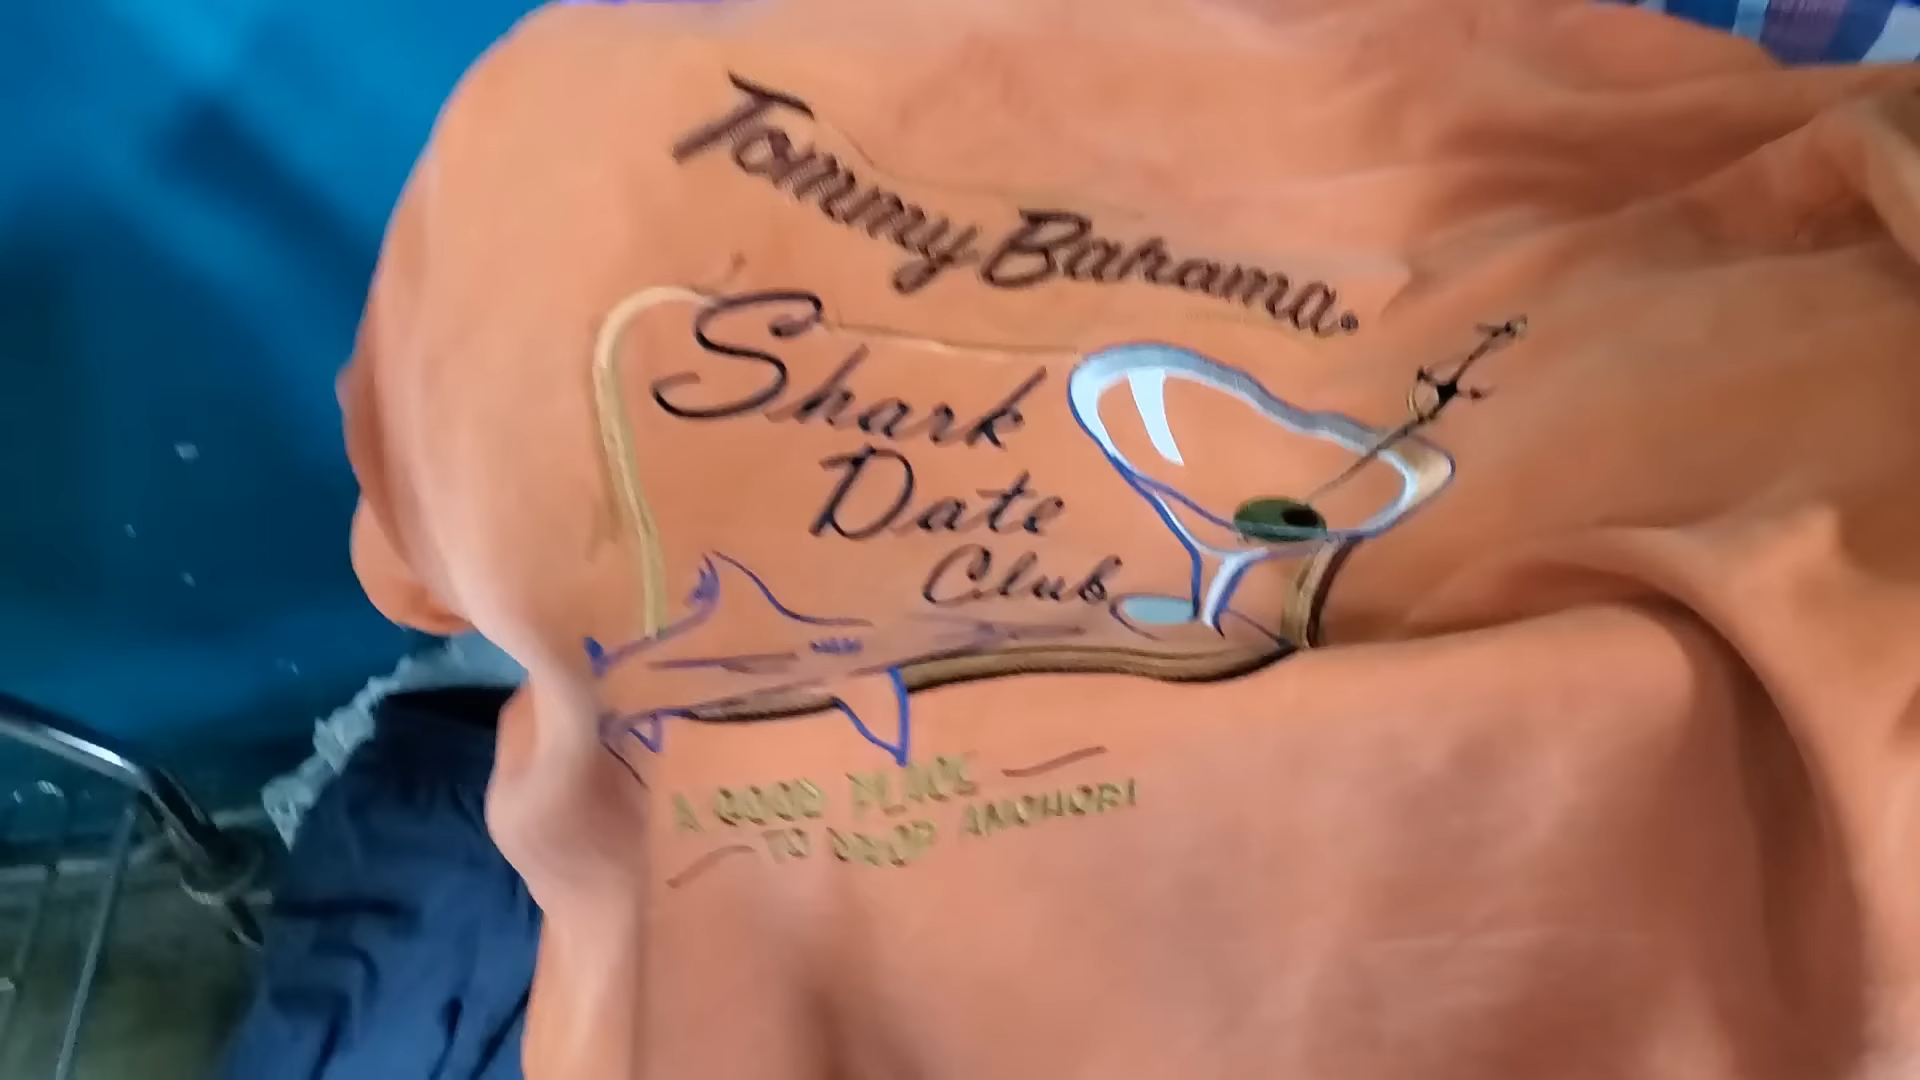 Tommy Bahama
Shark
Date
Club
A GOOD PLACE
TO DROP ANCHOR!